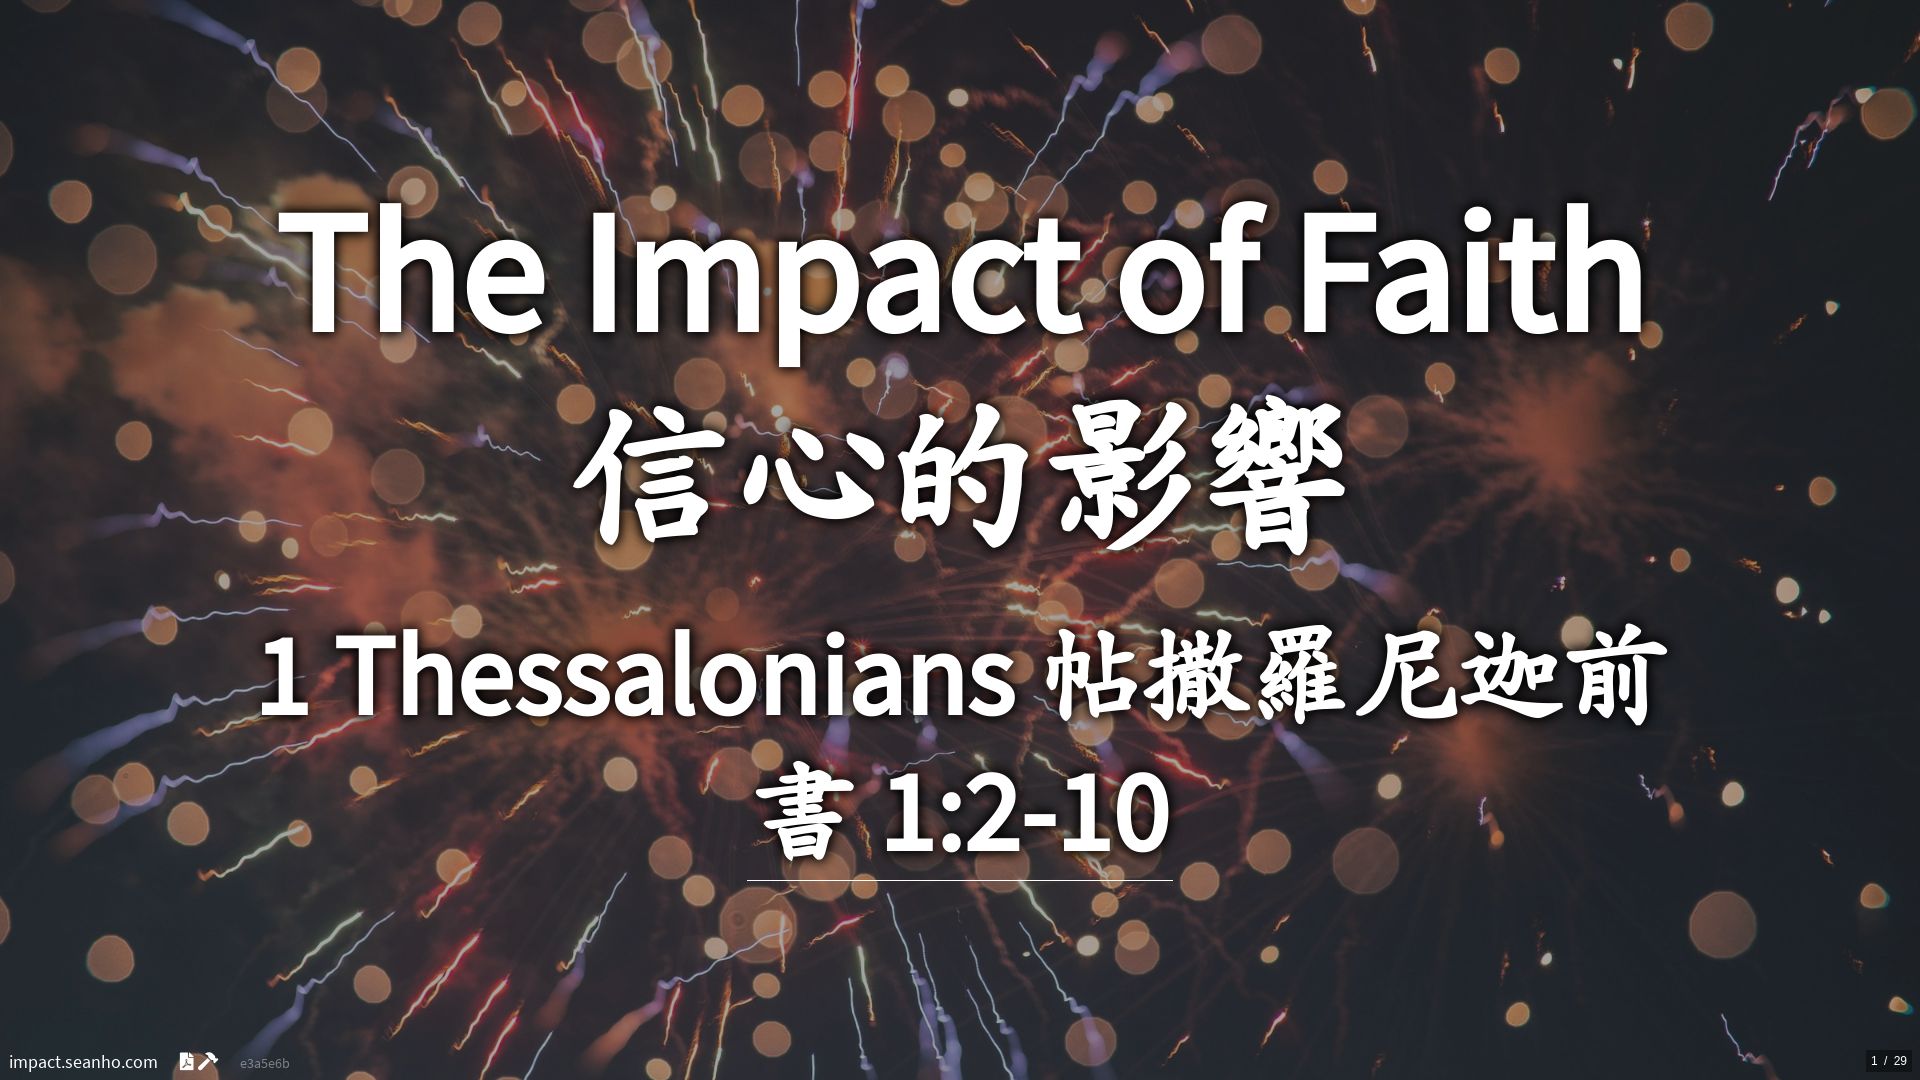 The Impact of Faith
信心的影響
1 Thessalonians 帖撒羅尼迦前
書 1:2-10
impact.seanho.com e3a5e6b
1 / 29